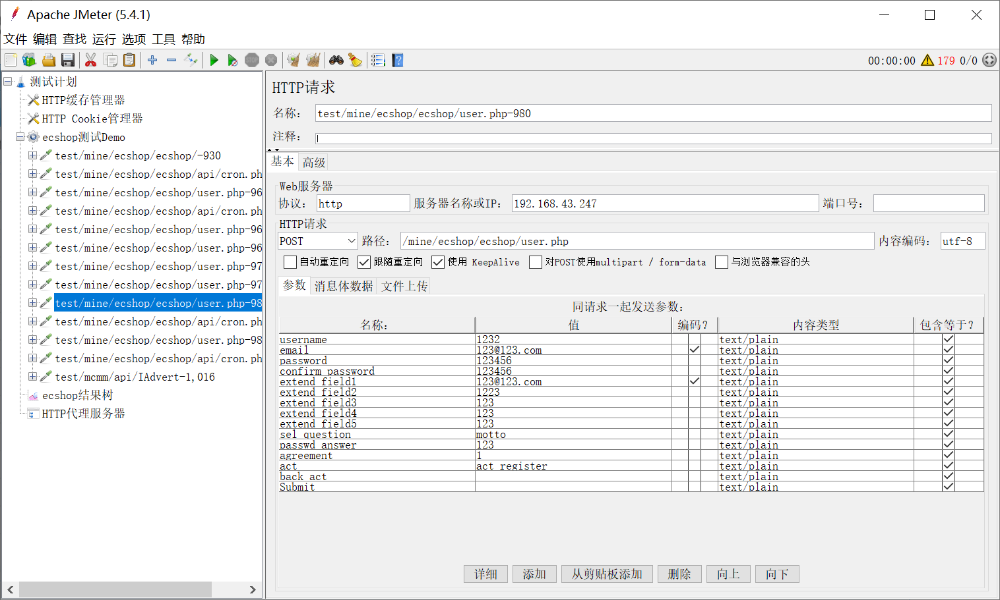 Apache JMeter (5.4.1)
文件 编辑 查找 运行 选项 工具 帮助
00:00:00 179 0/0
测试计划
HTTP缓存管理器
HTTP Cookie管理器
ecshop测试Demo
test/mine/ecshop/ecshop/-930
test/mine/ecshop/ecshop/api/cron.ph
test/mine/ecshop/ecshop/user.php-96
test/mine/ecshop/ecshop/api/cron.ph
test/mine/ecshop/ecshop/user.php-96
test/mine/ecshop/ecshop/user.php-96
test/mine/ecshop/ecshop/user.php-97
test/mine/ecshop/ecshop/user.php-97
test/mine/ecshop/ecshop/user.php-98
test/mine/ecshop/ecshop/api/cron.ph
test/mine/ecshop/ecshop/user.php-98
test/mine/ecshop/ecshop/api/cron.ph
test/mcmm/api/IAdvert-1,016
ecshop结果树
HTTP代理服务器
HTTP请求
名称： test/mine/ecshop/ecshop/user.php-980
注释：
基本 高级
Web服务器
协议： http 服务器名称或IP： 192.168.43.247 端口号：
HTTP请求
POST 路径： /mine/ecshop/ecshop/user.php 内容编码： utf-8
自动重定向 跟随重定向 使用 KeepAlive 对POST使用multipart / form-data 与浏览器兼容的头
参数 消息体数据 文件上传
同请求一起发送参数：
名称： 值 编码？ 内容类型 包含等于？
username 1232 text/plain
email 123@123.com text/plain
password 123456 text/plain
confirm_password 123456 text/plain
extend_field1 123@123.com text/plain
extend_field2 1223 text/plain
extend_field3 123 text/plain
extend_field4 123 text/plain
extend_field5 123 text/plain
sel_question motto text/plain
passwd_answer 123 text/plain
agreement 1 text/plain
act act_register text/plain
back_act text/plain
Submit text/plain
详细 添加 从剪贴板添加 删除 向上 向下